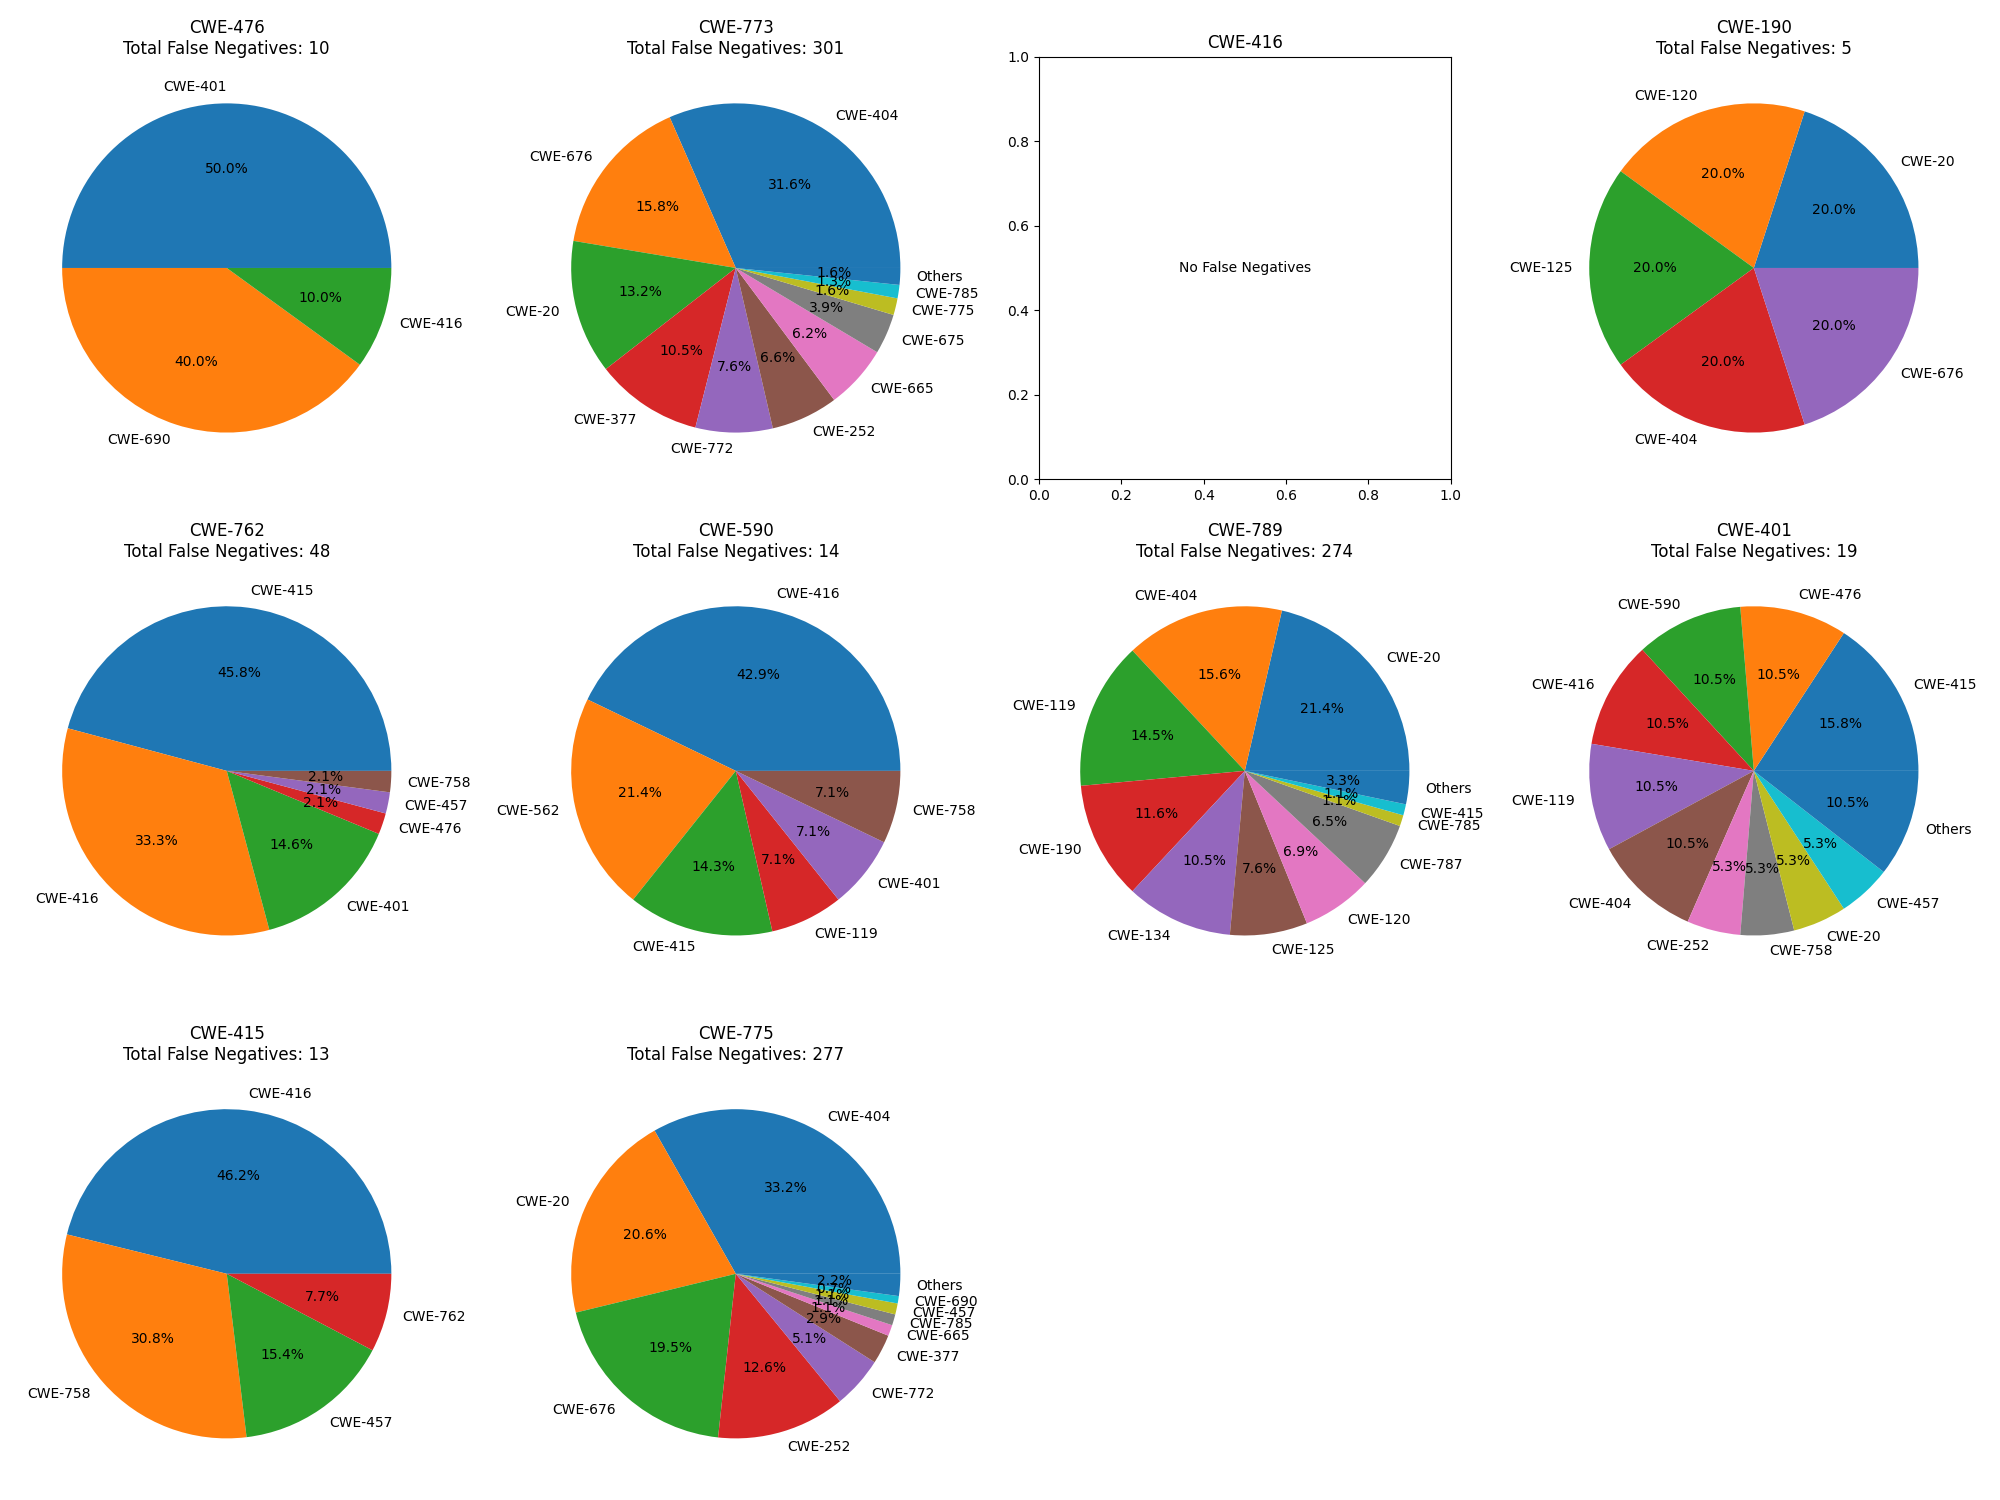 CWE-476
Total False Negatives: 10
CWE-401
50.0%
10.0%
CWE-416
40.0%
CWE-690
CWE-773
Total False Negatives: 301
CWE-404
CWE-676
31.6%
15.8%
1.6%
Others
1.3%
CWE-785
1.6%
CWE-775
13.2%
3.9%
CWE-20
6.2%
CWE-675
10.5%
7.6%
6.6%
CWE-665
CWE-377
CWE-252
CWE-772
CWE-416
1.0
0.8
0.6
No False Negatives
0.4
0.2
0.0
0.0 0.2 0.4 0.6 0.8 1.0
CWE-190
Total False Negatives: 5
CWE-120
CWE-20
20.0%
20.0%
CWE-125
20.0%
20.0%
20.0%
CWE-676
CWE-404
CWE-762
Total False Negatives: 48
CWE-415
45.8%
2.1%
CWE-758
2.1%
CWE-457
2.1%
CWE-476
33.3%
14.6%
CWE-416
CWE-401
CWE-590
Total False Negatives: 14
CWE-416
42.9%
21.4%
7.1%
CWE-562
CWE-758
7.1%
14.3%
7.1%
CWE-401
CWE-119
CWE-415
CWE-789
Total False Negatives: 274
CWE-404
CWE-20
15.6%
CWE-119
21.4%
14.5%
3.3%
Others
1.1%
1.1%
CWE-415
CWE-785
11.6%
6.5%
CWE-190
10.5%
7.6%
6.9%
CWE-787
CWE-120
CWE-134
CWE-125
CWE-401
Total False Negatives: 19
CWE-476
CWE-590
10.5%
10.5%
CWE-416
CWE-415
10.5%
15.8%
10.5%
10.5%
CWE-119
Others
10.5%
5.3%
5.3%
5.3%
5.3%
CWE-404
CWE-457
CWE-252
CWE-20
CWE-758
CWE-415
Total False Negatives: 13
CWE-416
46.2%
7.7%
CWE-762
30.8%
15.4%
CWE-758
CWE-457
CWE-775
Total False Negatives: 277
CWE-404
33.2%
CWE-20
20.6%
2.2%
Others
0.7%
CWE-690
1.1%
CWE-457
1.1%
CWE-785
1.1%
CWE-665
2.9%
CWE-377
19.5%
5.1%
12.6%
CWE-772
CWE-676
CWE-252